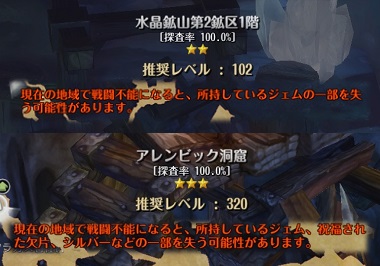 水晶鉱山第2鉱区1階
[探査率 100.0%]
推奨レベル : 102
現在の地域で戦闘不能になると、所持しているジェムの一部を失
う可能性があります。
アレンビック洞窟
[探査率 100.0%]
推奨レベル : 320
現在の地域で戦闘不能になると、所持しているジェム、祝福され
た欠片、シルバーなどの一部を失う可能性があります。